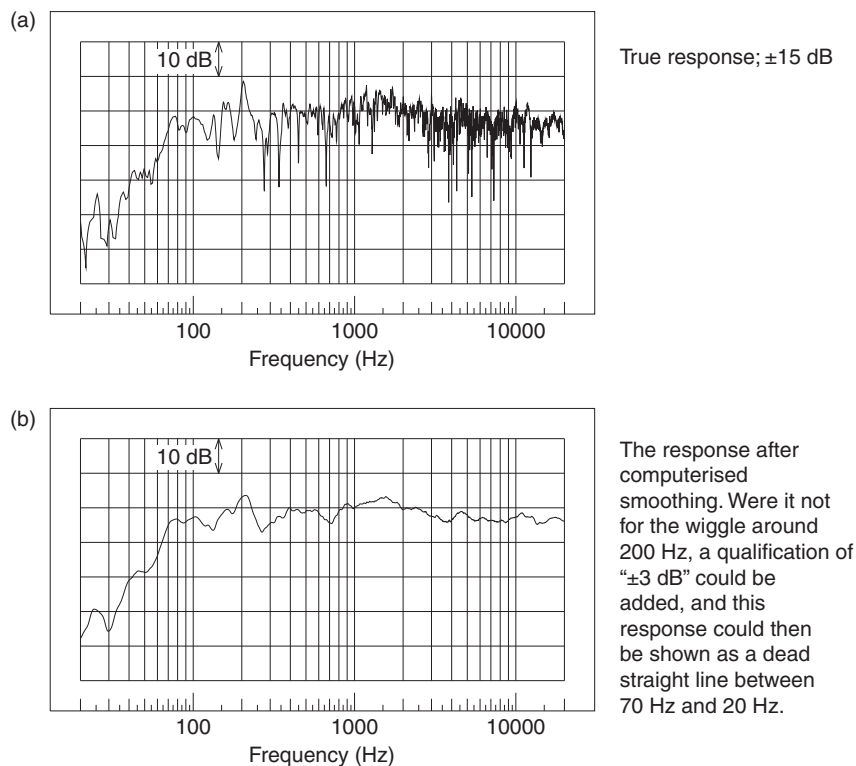 (a)
10 dB
True response; ±15 dB
100 1000 10000
Frequency (Hz)
(b)
10 dB
The response after
computerised
smoothing. Were it not
for the wiggle around
200 Hz, a qualification of
“±3 dB” could be
added, and this
response could then
be shown as a dead
straight line between
70 Hz and 20 Hz.
100 1000 10000
Frequency (Hz)